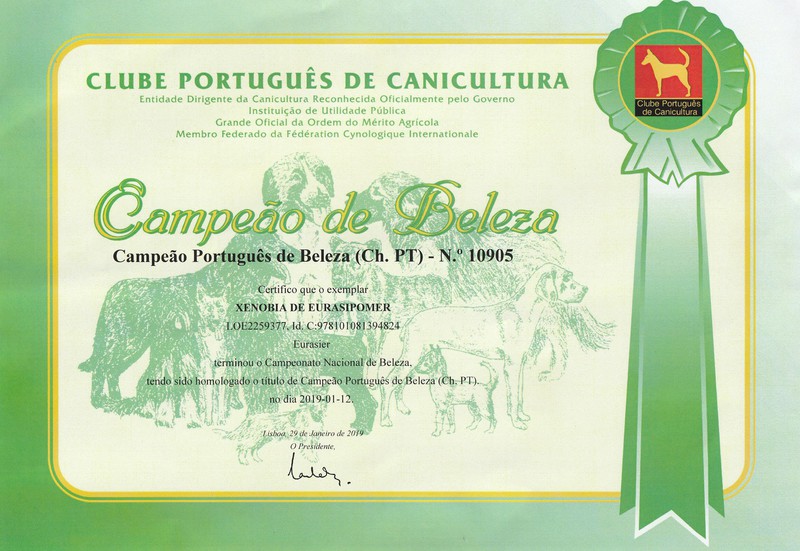 CLUBE PORTUGUÊS DE CANICULTURA
Entidade Dirigente da Canicultura Reconhecida Oficialmente pelo Governo
Instituição de Utilidade Pública
Grande Oficial da Ordem do Mérito Agrícola
Membro Federado da Fédération Cynologique Internationale
Clube Português
de Canicultura
Campeão de Beleza
Campeão Português de Beleza (Ch. PT) - N.º 10905
Certifico que o exemplar
XENOBIA DE EURASIPOMER
LOE2259377, Id. C:978101081394824
Eurasier
terminou o Campeonato Nacional de Beleza,
tendo sido homologado o título de Campeão Português de Beleza (Ch. PT).
no dia 2019-01-12.
Lisboa, 29 de Janeiro de 2019
O Presidente,